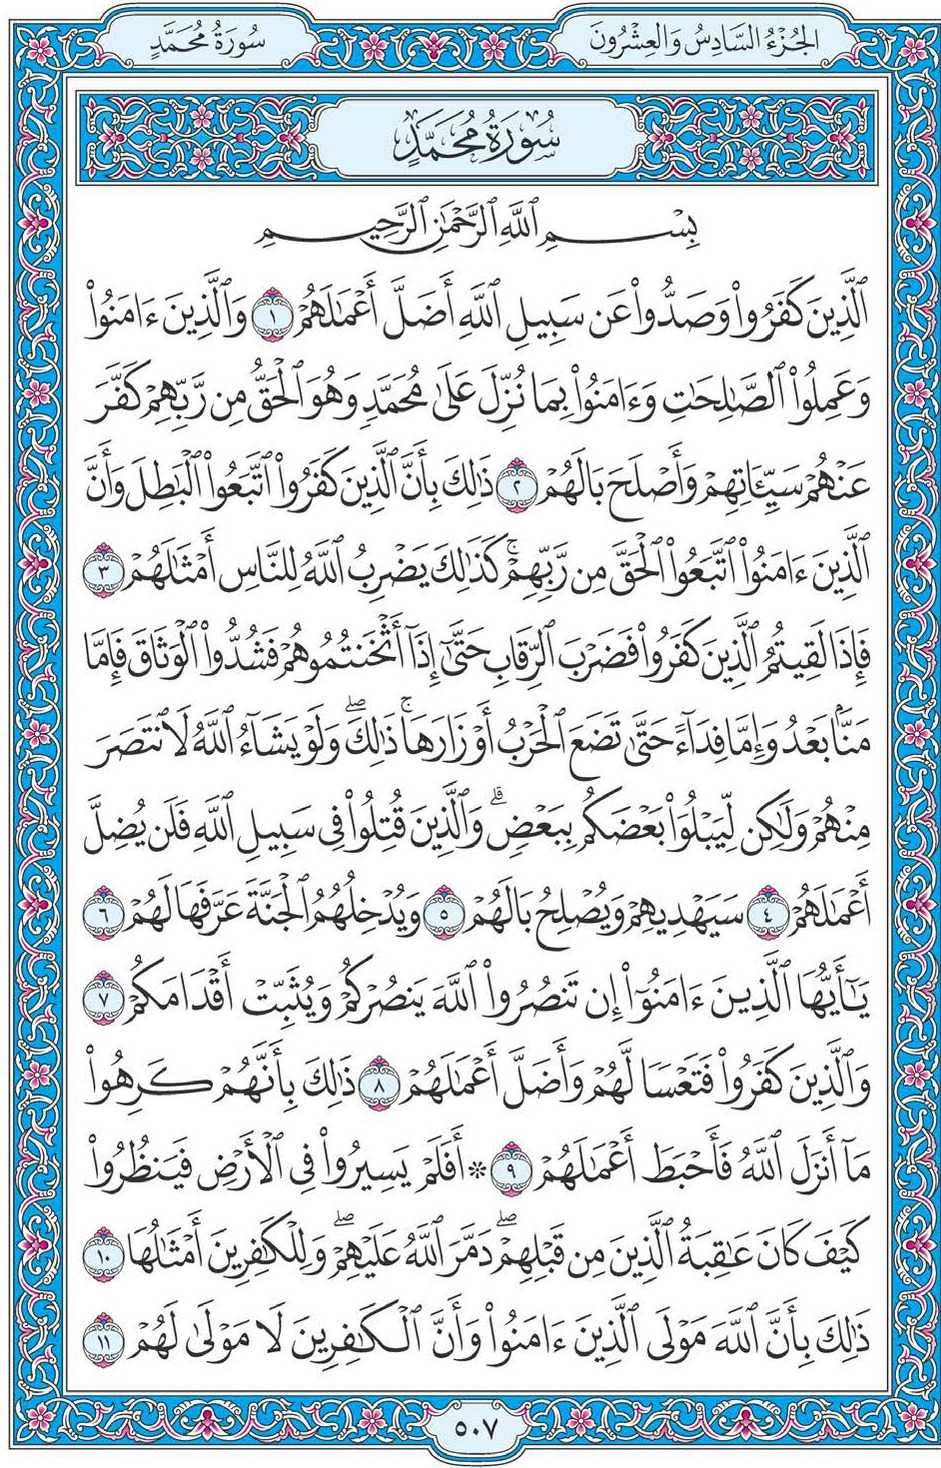 الجُزْءُ السَّادِسُ وَالعِشْرُونَ
سُورَةُ مُحَمَّدٍ
سُورَةُ مُحَمَّدٍ
بِسْمِ ٱللَّهِ ٱلرَّحْمَٰنِ ٱلرَّحِيمِ
ٱلَّذِينَ كَفَرُوا۟ وَصَدُّوا۟ عَن سَبِيلِ ٱللَّهِ أَضَلَّ أَعْمَٰلَهُمْ ١ وَٱلَّذِينَ ءَامَنُوا۟
وَعَمِلُوا۟ ٱلصَّٰلِحَٰتِ وَءَامَنُوا۟ بِمَا نُزِّلَ عَلَىٰ مُحَمَّدٍ وَهُوَ ٱلْحَقُّ مِن رَّبِّهِمْ كَفَّرَ
عَنْهُمْ سَيِّـَٔاتِهِمْ وَأَصْلَحَ بَالَهُمْ ٢ ذَٰلِكَ بِأَنَّ ٱلَّذِينَ كَفَرُوا۟ ٱتَّبَعُوا۟ ٱلْبَٰطِلَ وَأَنَّ
ٱلَّذِينَ ءَامَنُوا۟ ٱتَّبَعُوا۟ ٱلْحَقَّ مِن رَّبِّهِمْ ۚ كَذَٰلِكَ يَضْرِبُ ٱللَّهُ لِلنَّاسِ أَمْثَٰلَهُمْ ٣
فَإِذَا لَقِيتُمُ ٱلَّذِينَ كَفَرُوا۟ فَضَرْبَ ٱلرِّقَابِ حَتَّىٰٓ إِذَآ أَثْخَنتُمُوهُمْ فَشُدُّوا۟ ٱلْوَثَاقَ فَإِمَّا
مَنًّۢا بَعْدُ وَإِمَّا فِدَآءً حَتَّىٰ تَضَعَ ٱلْحَرْبُ أَوْزَارَهَا ۚ ذَٰلِكَ ۖ وَلَوْ يَشَآءُ ٱللَّهُ لَٱنتَصَرَ
مِنْهُمْ وَلَٰكِن لِّيَبْلُوَا۟ بَعْضَكُم بِبَعْضٍ ۗ وَٱلَّذِينَ قُتِلُوا۟ فِى سَبِيلِ ٱللَّهِ فَلَن يُضِلَّ
أَعْمَٰلَهُمْ ٤ سَيَهْدِيهِمْ وَيُصْلِحُ بَالَهُمْ ٥ وَيُدْخِلُهُمُ ٱلْجَنَّةَ عَرَّفَهَا لَهُمْ ٦
يَٰٓأَيُّهَا ٱلَّذِينَ ءَامَنُوٓا۟ إِن تَنصُرُوا۟ ٱللَّهَ يَنصُرْكُمْ وَيُثَبِّتْ أَقْدَامَكُمْ ٧
وَٱلَّذِينَ كَفَرُوا۟ فَتَعْسًا لَّهُمْ وَأَضَلَّ أَعْمَٰلَهُمْ ٨ ذَٰلِكَ بِأَنَّهُمْ كَرِهُوا۟
مَآ أَنزَلَ ٱللَّهُ فَأَحْبَطَ أَعْمَٰلَهُمْ ٩ ۞ أَفَلَمْ يَسِيرُوا۟ فِى ٱلْأَرْضِ فَيَنظُرُوا۟
كَيْفَ كَانَ عَٰقِبَةُ ٱلَّذِينَ مِن قَبْلِهِمْ ۖ دَمَّرَ ٱللَّهُ عَلَيْهِمْ ۖ وَلِلْكَٰفِرِينَ أَمْثَٰلُهَا ١٠
ذَٰلِكَ بِأَنَّ ٱللَّهَ مَوْلَى ٱلَّذِينَ ءَامَنُوا۟ وَأَنَّ ٱلْكَٰفِرِينَ لَا مَوْلَىٰ لَهُمْ ١١
٥٠٧